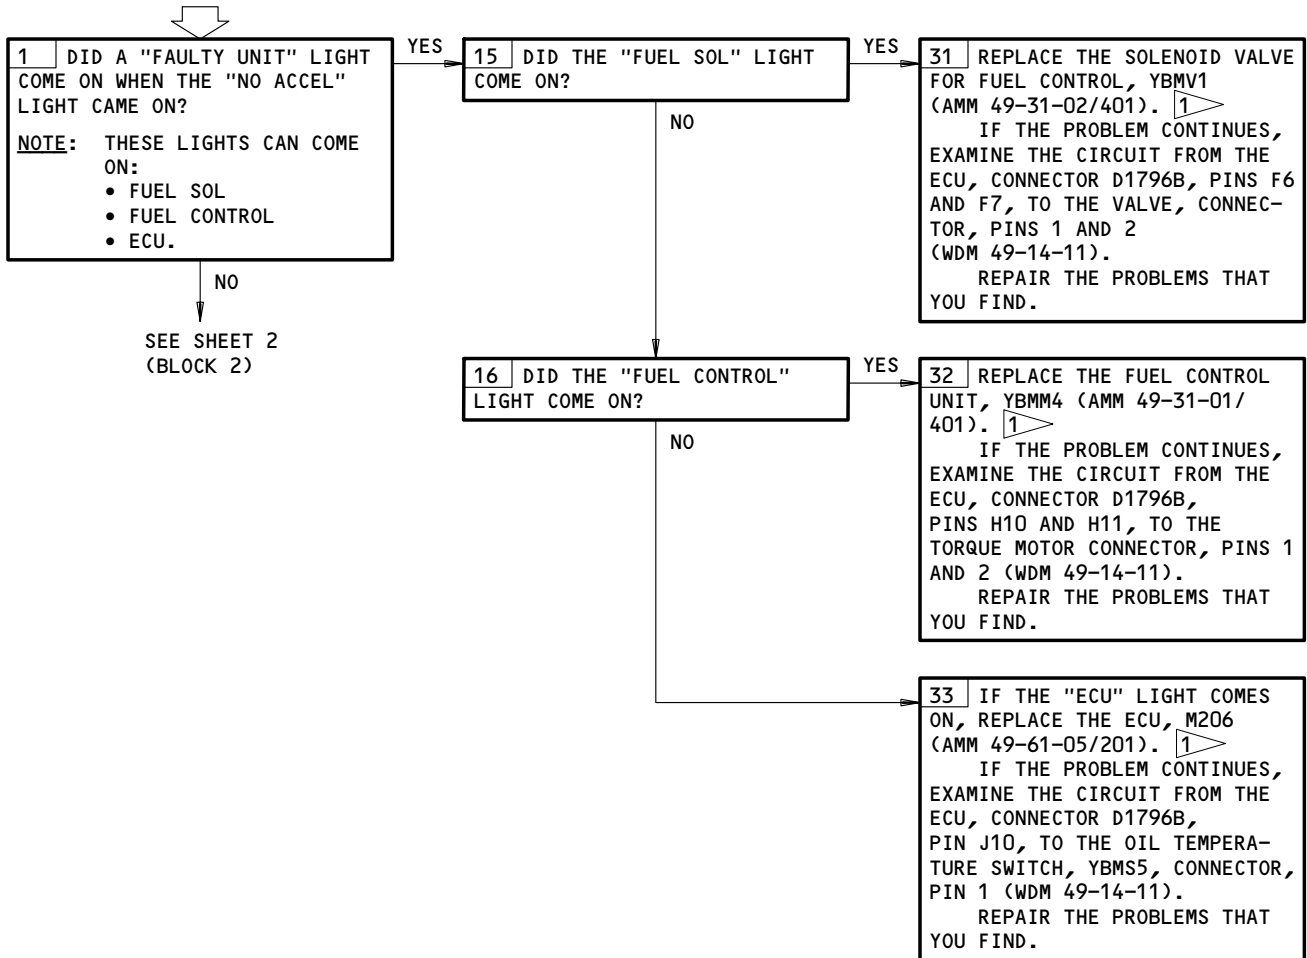 1 DID A "FAULTY UNIT" LIGHT
COME ON WHEN THE "NO ACCEL"
LIGHT CAME ON?
NOTE: THESE LIGHTS CAN COME
ON:
• FUEL SOL
• FUEL CONTROL
• ECU.
NO
SEE SHEET 2
(BLOCK 2)
YES
15 DID THE "FUEL SOL" LIGHT
COME ON?
NO
YES
31 REPLACE THE SOLENOID VALVE
FOR FUEL CONTROL, YBMV1
(AMM 49-31-02/401). 1
IF THE PROBLEM CONTINUES,
EXAMINE THE CIRCUIT FROM THE
ECU, CONNECTOR D1796B, PINS F6
AND F7, TO THE VALVE, CONNEC-
TOR, PINS 1 AND 2
(WDM 49-14-11).
REPAIR THE PROBLEMS THAT
YOU FIND.
16 DID THE "FUEL CONTROL"
LIGHT COME ON?
NO
YES
32 REPLACE THE FUEL CONTROL
UNIT, YBMM4 (AMM 49-31-01/
401). 1
IF THE PROBLEM CONTINUES,
EXAMINE THE CIRCUIT FROM THE
ECU, CONNECTOR D1796B,
PINS H10 AND H11, TO THE
TORQUE MOTOR CONNECTOR, PINS 1
AND 2 (WDM 49-14-11).
REPAIR THE PROBLEMS THAT
YOU FIND.
33 IF THE "ECU" LIGHT COMES
ON, REPLACE THE ECU, M206
(AMM 49-61-05/201). 1
IF THE PROBLEM CONTINUES,
EXAMINE THE CIRCUIT FROM THE
ECU, CONNECTOR D1796B,
PIN J10, TO THE OIL TEMPERA-
TURE SWITCH, YBMS5, CONNECTOR,
PIN 1 (WDM 49-14-11).
REPAIR THE PROBLEMS THAT
YOU FIND.